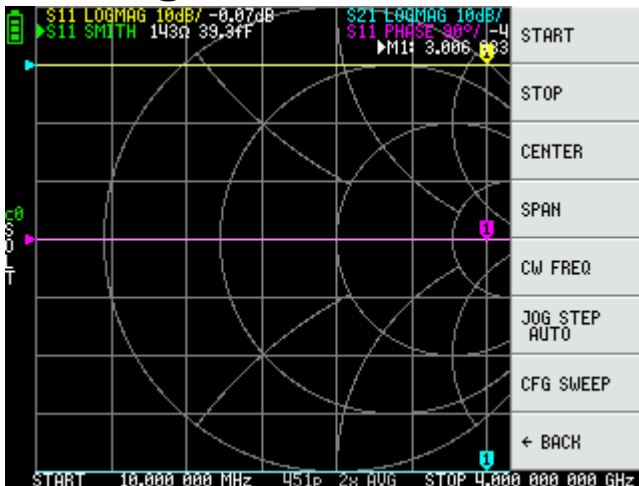 S11 LOGMAG 10dB/ -0.07dB
S21 LOGMAG 10dB/
S11 SMITH 143Ω 39.3fF
S11 PHASE 90°/ -4
M1: 3.006
START
STOP
CENTER
SPAN
CW FREQ
JOG STEP
AUTO
CFG SWEEP
← BACK
c0
S
O
L
T
1
1
START 10.000 000 MHz 451p 2x AVG STOP 4.000 000 000 GHz